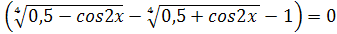 (∜(0,5 − cos2x) − ∜(0,5 + cos2x) − 1) = 0